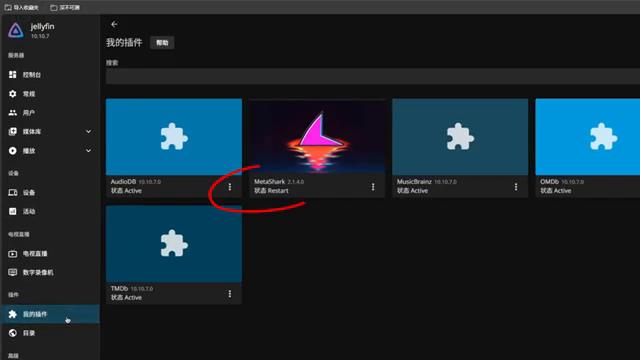 导入收藏夹 深不可测
jellyfin
10.10.7
服务器
控制台
常规
用户
媒体库
播放
设备
设备
活动
电视直播
电视直播
数字录像机
插件
我的插件
目录
高级
我的插件 帮助
搜索
AudioDB 10.10.7.0
状态 Active
MetaShark 2.1.4.0
状态 Restart
MusicBrainz 10.10.7.0
状态 Active
OMDb 10.10.7.0
状态 Active
TMDb 10.10.7.0
状态 Active